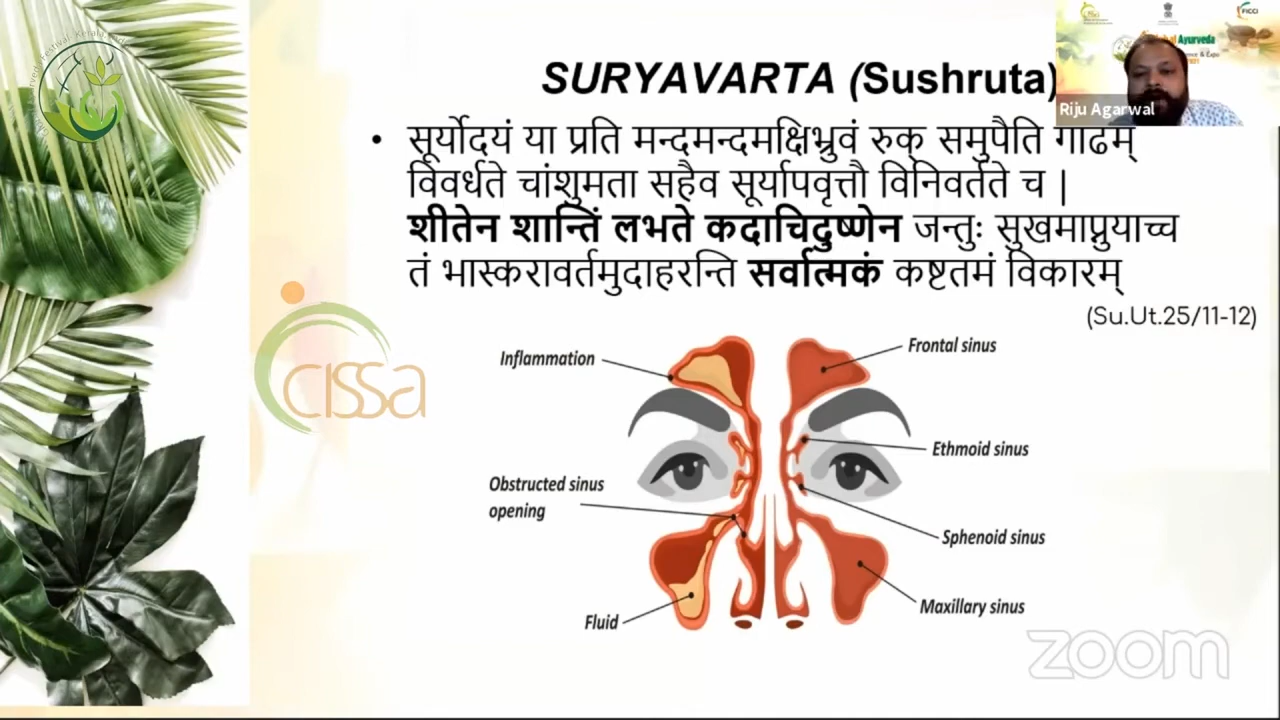 SURYAVARTA (Sushruta)
• सूर्योदयं या प्रति मन्दमन्दमक्षिभ्रुवं रुक् समुपैति गाढम्
विवर्धते चांशुमता सहैव सूर्यापवृत्तौ विनिवर्तते च |
शीतेन शान्तिं लभते कदाचिदुष्णेन जन्तुः सुखमाप्नुयाच्च
तं भास्करावर्तमुदाहरन्ति सर्वात्मकं कष्टतमं विकारम्
(Su.Ut.25/11-12)
Inflammation
Frontal sinus
Ethmoid sinus
Obstructed sinus
opening
Sphenoid sinus
Maxillary sinus
Fluid
cissa
zoom
Riju Agarwal
FICCI
Ayurveda